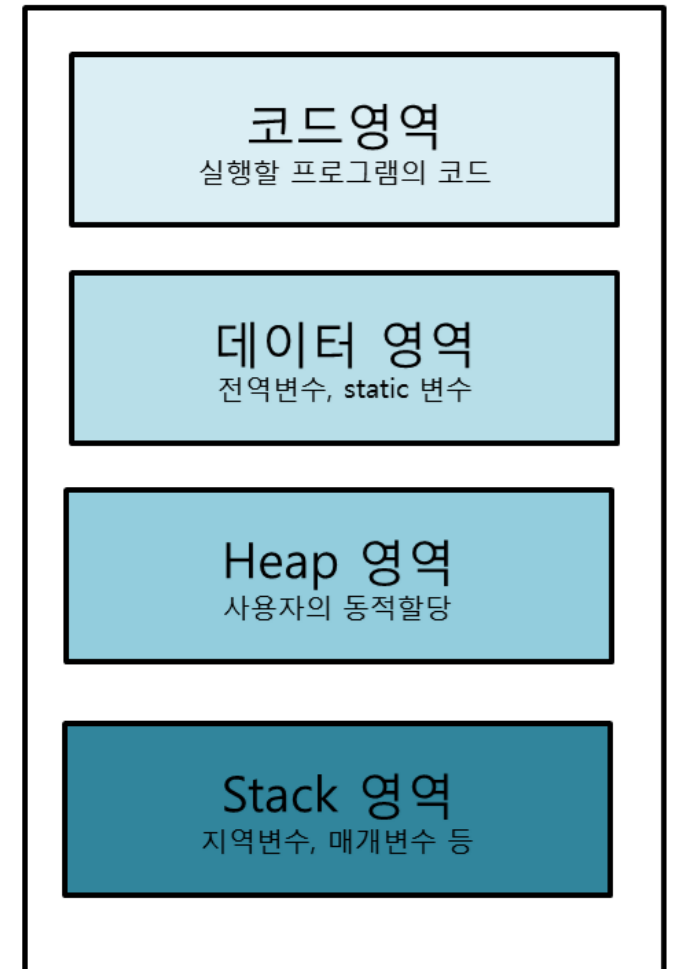 코드영역
실행할 프로그램의 코드
데이터 영역
전역변수, static 변수
Heap 영역
사용자의 동적할당
Stack 영역
지역변수, 매개변수 등